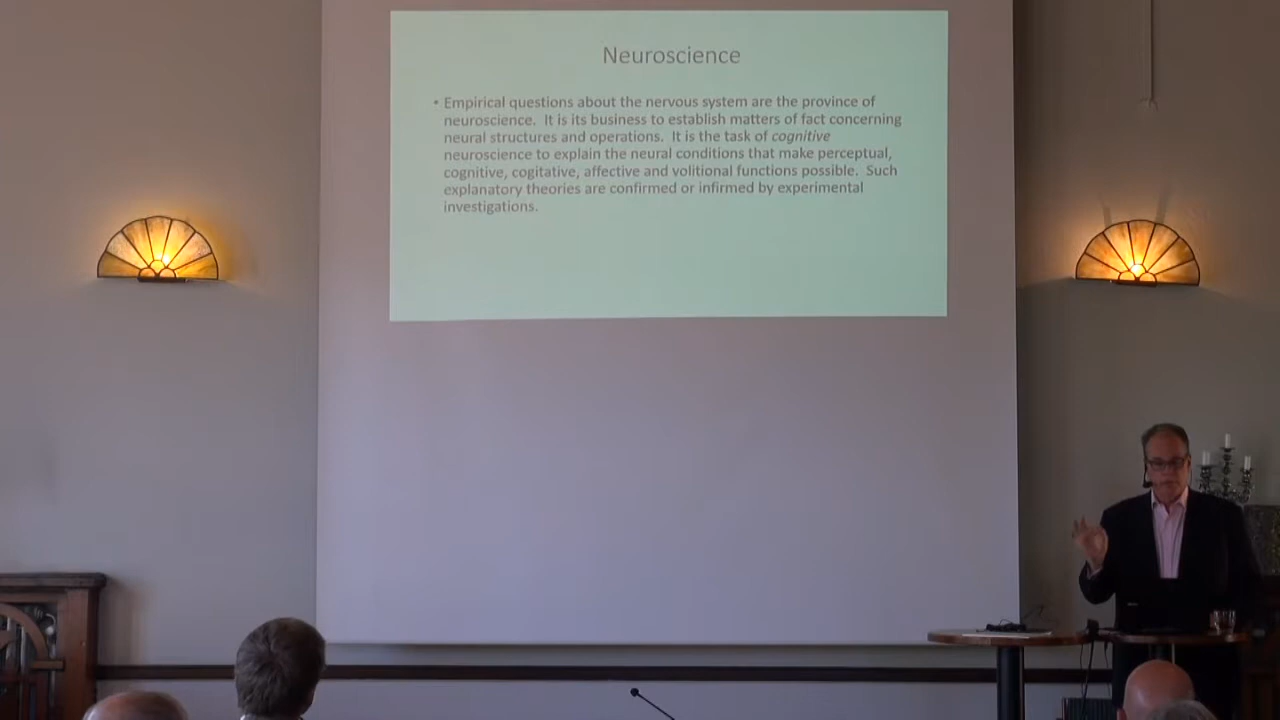 Neuroscience
• Empirical questions about the nervous system are the province of
neuroscience. It is its business to establish matters of fact concerning
neural structures and operations. It is the task of cognitive
neuroscience to explain the neural conditions that make perceptual,
cognitive, cogitative, affective and volitional functions possible. Such
explanatory theories are confirmed or infirmed by experimental
investigations.